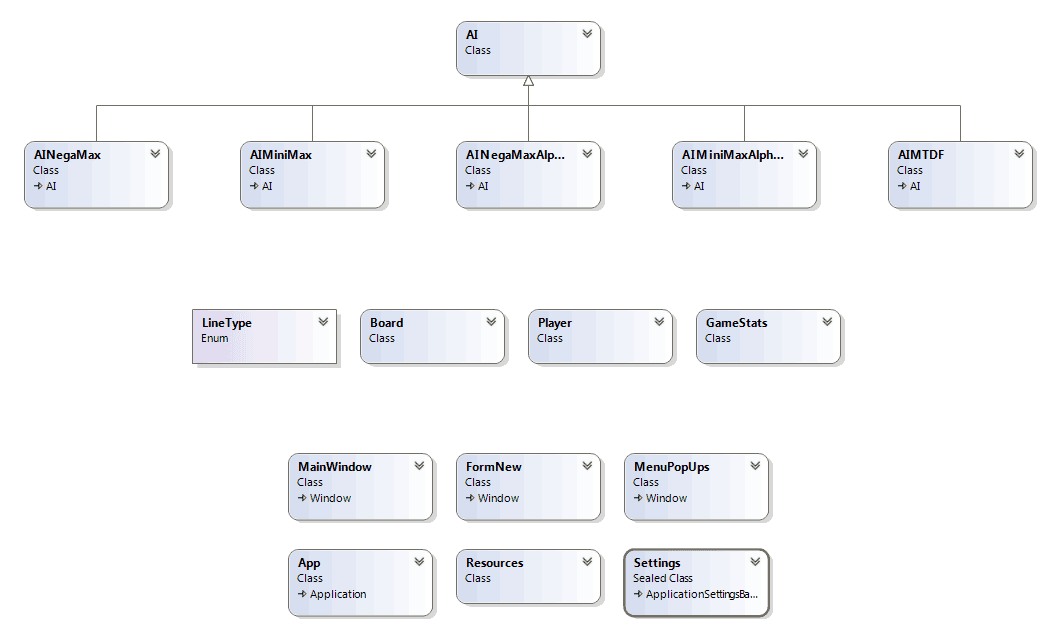 AI
Class
AINegaMax
Class
AI
AIMiniMax
Class
AI
AINegaMaxAlp...
Class
AI
AIMiniMaxAlph...
Class
AI
AIMTDF
Class
AI
LineType
Enum
Board
Class
Player
Class
GameStats
Class
MainWindow
Class
Window
FormNew
Class
Window
MenuPopUps
Class
Window
App
Class
Application
Resources
Class
Settings
Sealed Class
ApplicationSettingsBa...